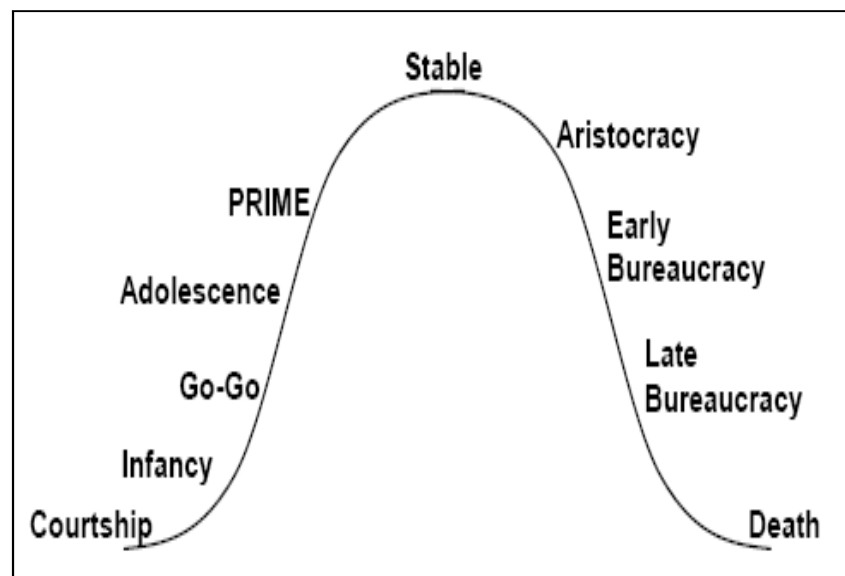 Stable
Aristocracy
PRIME
Early
Bureaucracy
Adolescence
Late
Bureaucracy
Go-Go
Infancy
Courtship
Death